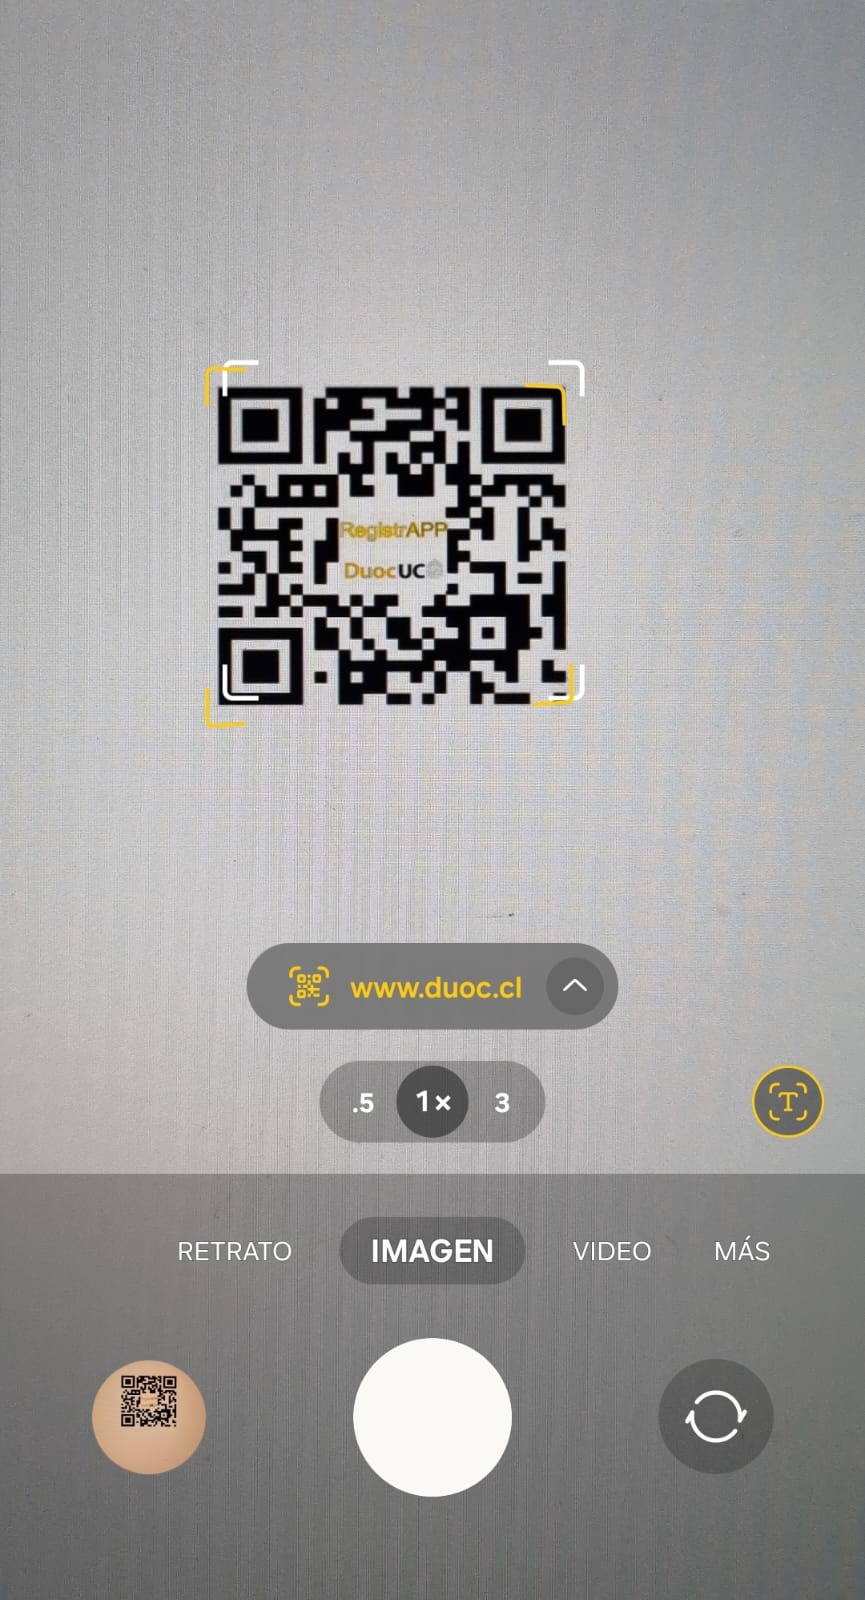 RegistrAPP
DuocUC
www.duoc.cl
.5 1× 3
T
RETRATO IMAGEN VIDEO MÁS